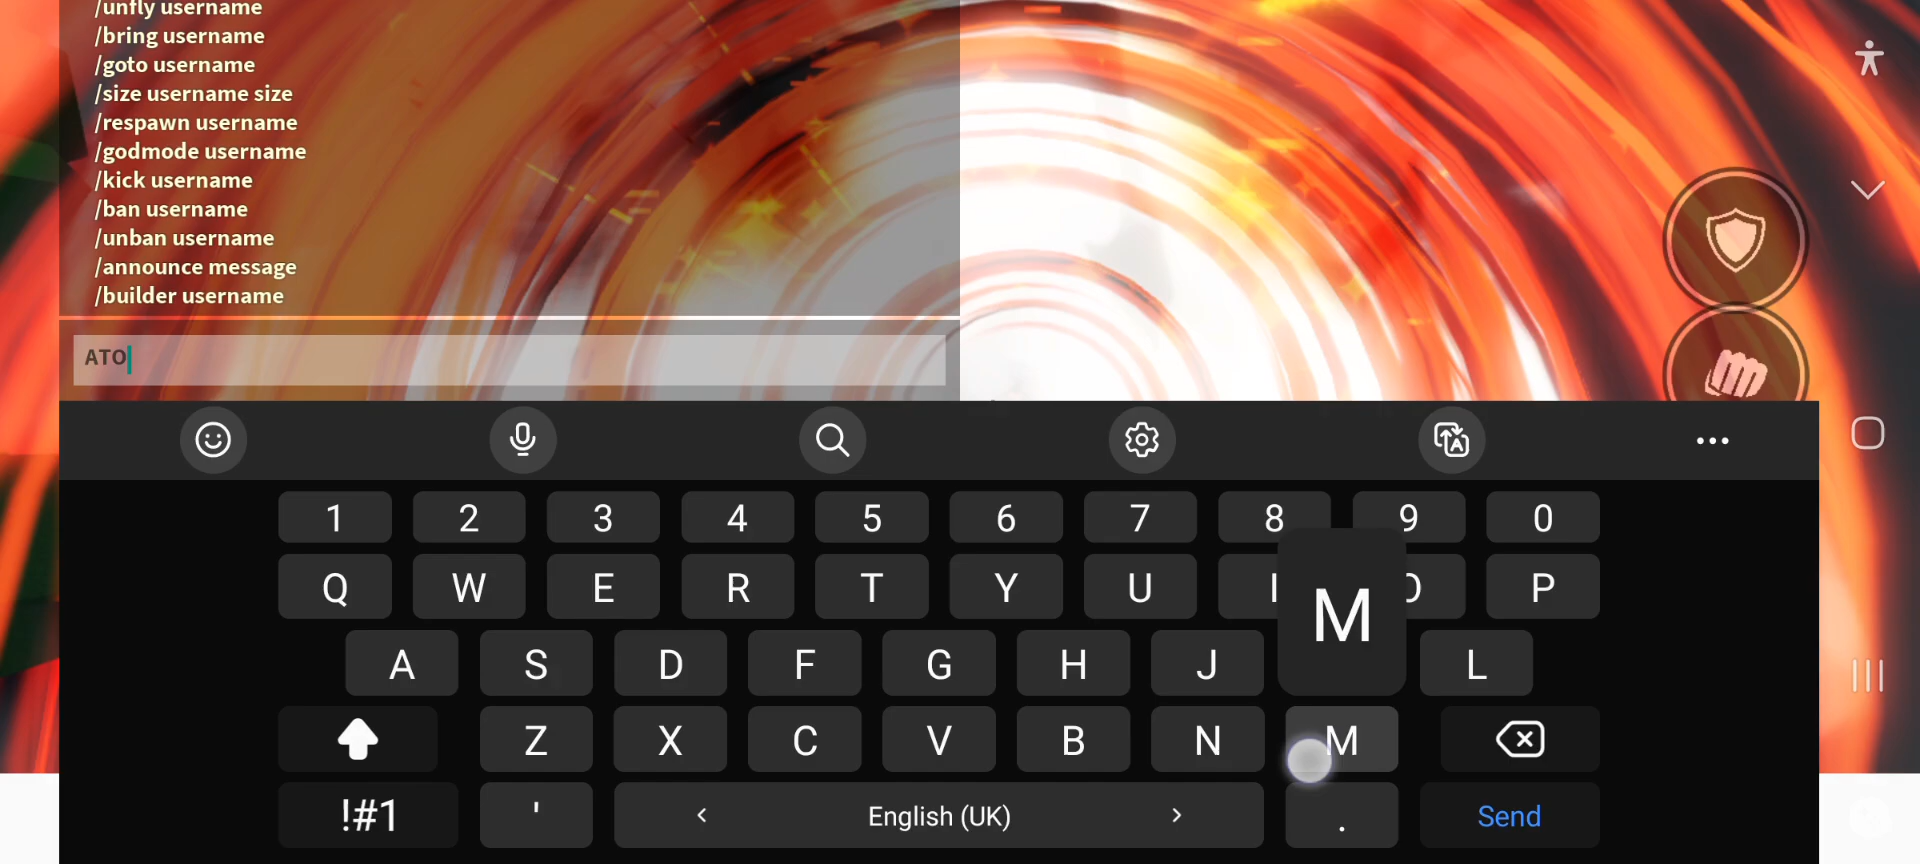 /unfly username
/bring username
/goto username
/size username size
/respawn username
/godmode username
/kick username
/ban username
/unban username
/announce message
/builder username
ATO
1 2 3 4 5 6 7 8 9 0
Q W E R T Y U I O P
M
A S D F G H J L
Z X C V B N M
!#1 ' < English (UK) > . Send